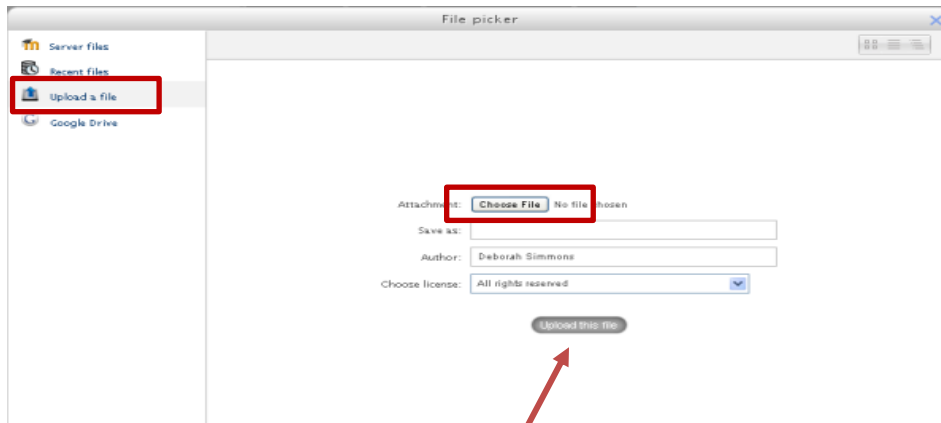 File picker
Server files
Recent files
Upload a file
Google Drive
Attachment: Choose File No file chosen
Save as:
Author: Deborah Simmons
Choose license: All rights reserved
Upload this file